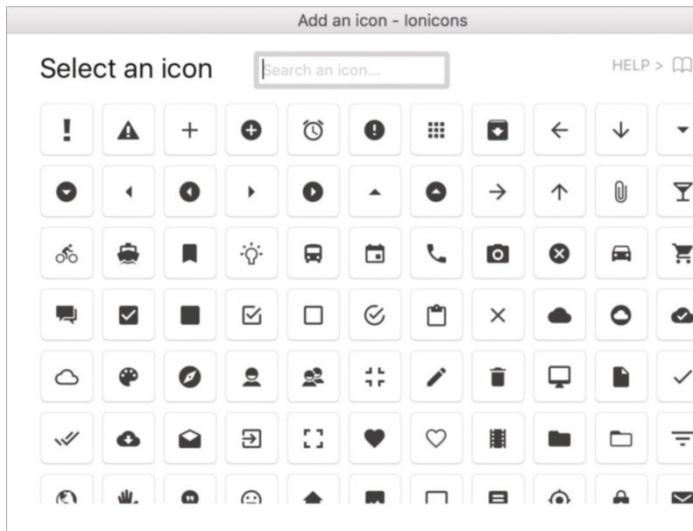 Add an icon - Ionicons
Select an icon
Search an icon...
HELP >